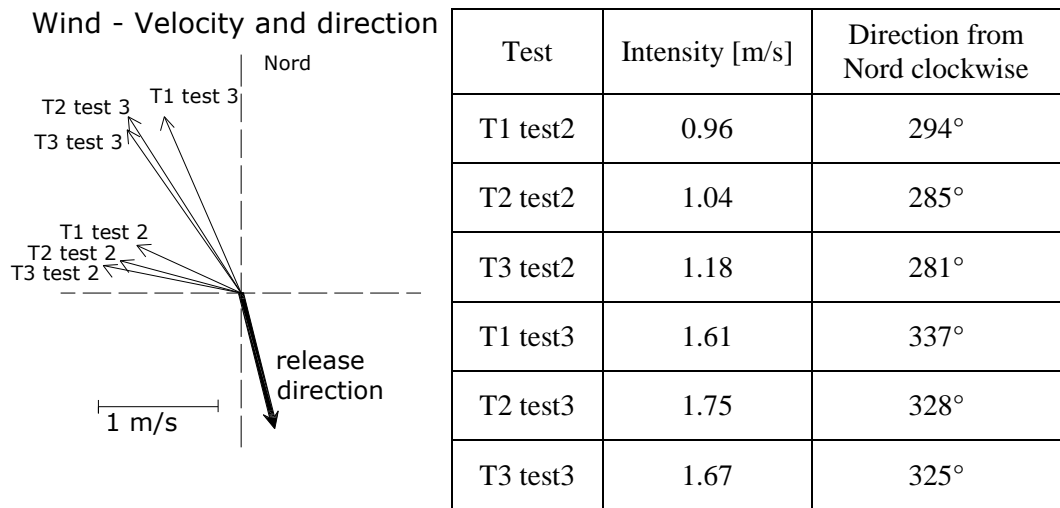 Wind - Velocity and direction
Nord
T1 test 3
T2 test 3
T3 test 3
T1 test 2
T2 test 2
T3 test 2
release
direction
1 m/s
Test Intensity [m/s] Direction from
Nord clockwise
T1 test2 0.96 294°
T2 test2 1.04 285°
T3 test2 1.18 281°
T1 test3 1.61 337°
T2 test3 1.75 328°
T3 test3 1.67 325°